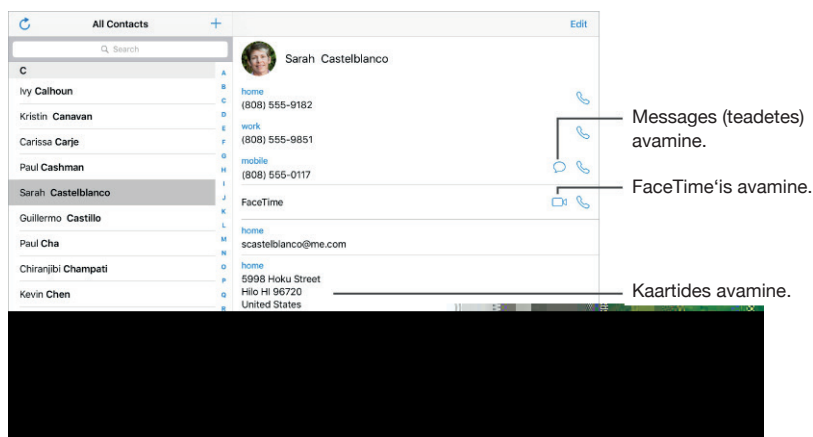 All Contacts
+
Edit
Search
C
Ivy Calhoun
Kristin Canavan
Carissa Carje
Paul Cashman
Sarah Castelblanco
Guillermo Castillo
Paul Cha
Chiranjibi Champati
Kevin Chen
A
B
C
D
E
F
G
H
I
J
K
L
M
N
O
P
Q
R
Sarah Castelblanco
home
(808) 555-9182
work
(808) 555-9851
mobile
(808) 555-0117
FaceTime
home
scastelblanco@me.com
home
5998 Hoku Street
Hilo HI 96720
United States
Messages (teadetes)
avamine.
FaceTime‘is avamine.
Kaartides avamine.